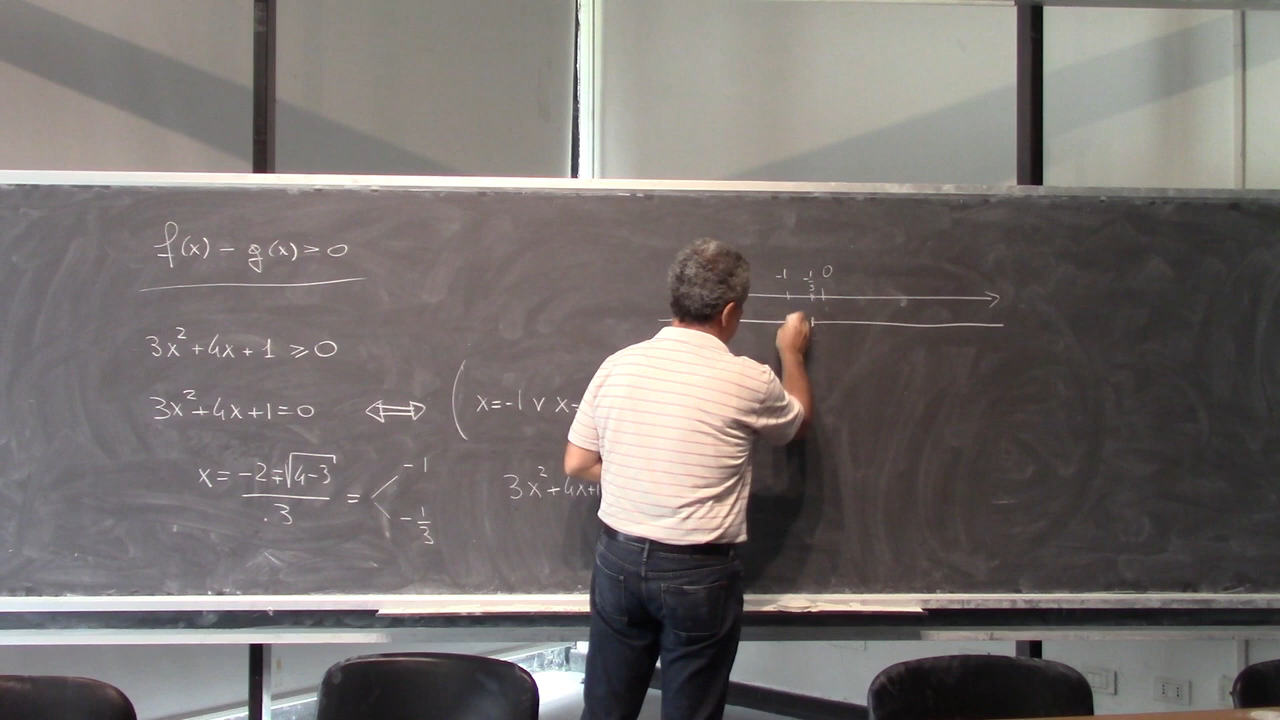 f(x) - g(x) ≥ 0
3x² + 4x + 1 ≥ 0
3x² + 4x + 1 = 0 ⟺ ( x = -1 ∨ x =
x = (-2 ∓ √(4-3)) / 3 = < -1
-1/3
3x² + 4x + 1
-1 -1/3 0